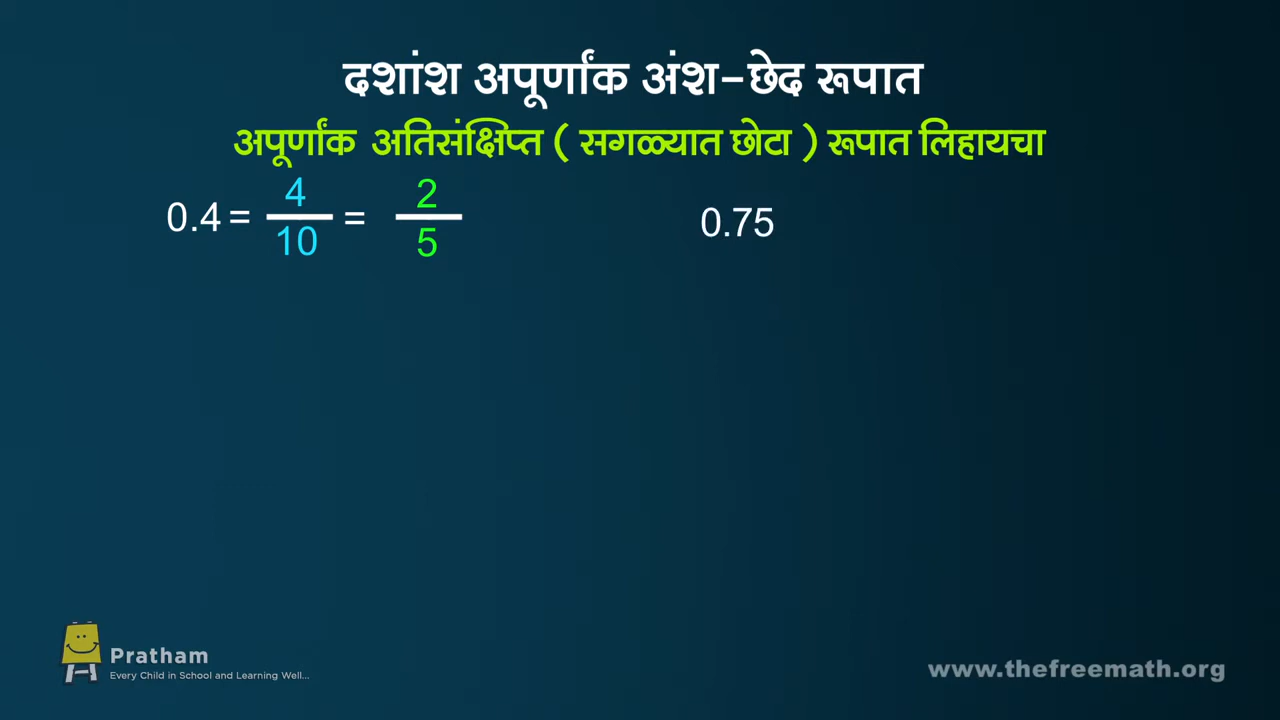 दशांश अपूर्णांक अंश-छेद रूपात
अपूर्णांक अतिसंक्षिप्त ( सगळ्यात छोटा ) रूपात लिहायचा
0.4 = 4/10 = 2/5
0.75
Pratham
Every Child in School and Learning Well...
www.thefreemath.org